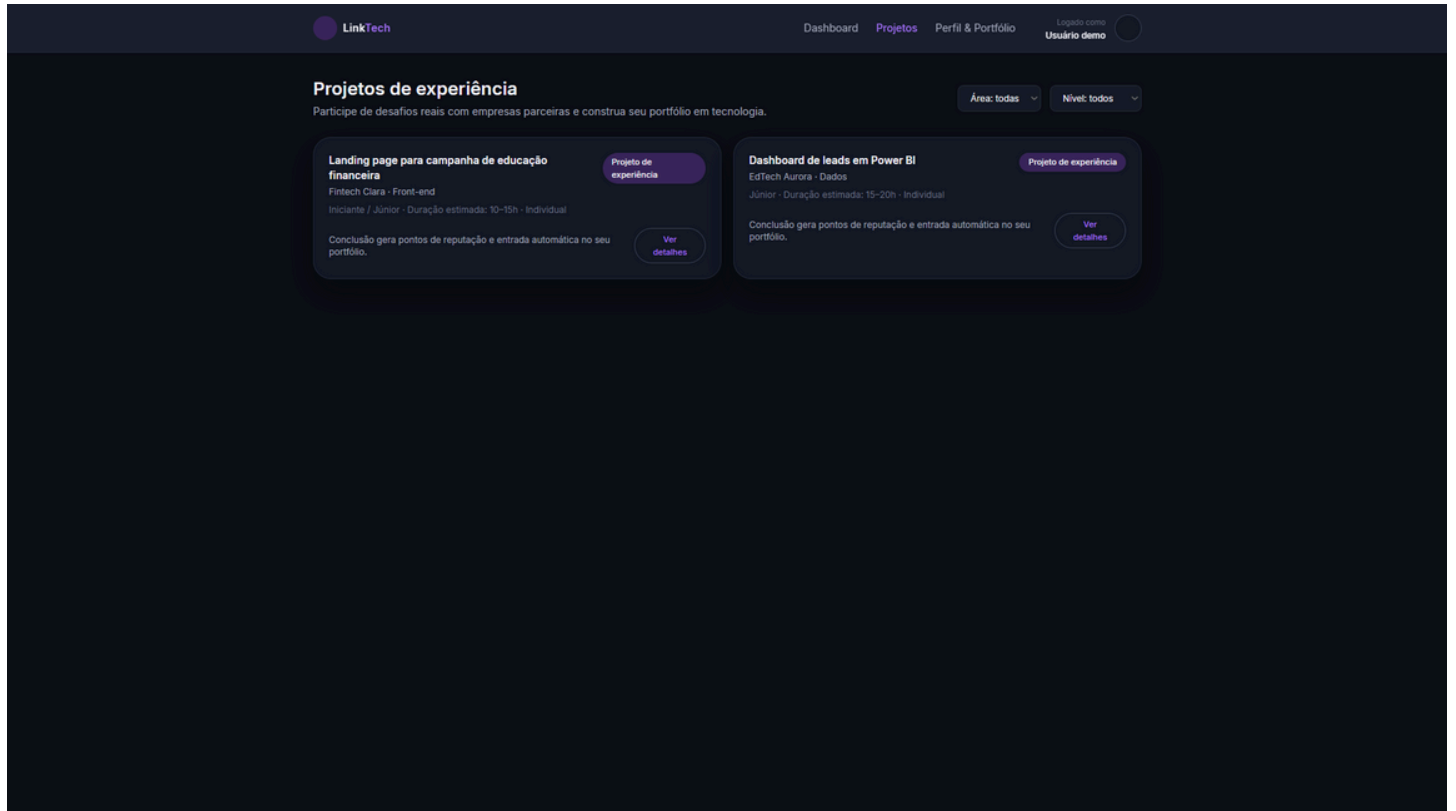 LinkTech
Dashboard
Projetos
Perfil & Portfólio
Logado como
Usuário demo
Projetos de experiência
Participe de desafios reais com empresas parceiras e construa seu portfólio em tecnologia.
Área: todas
Nível: todos
Landing page para campanha de educação
financeira
Projeto de
experiência
Fintech Clara · Front-end
Iniciante / Júnior · Duração estimada: 10–15h · Individual
Conclusão gera pontos de reputação e entrada automática no seu
portfólio.
Ver
detalhes
Dashboard de leads em Power BI
Projeto de experiência
EdTech Aurora · Dados
Júnior · Duração estimada: 15–20h · Individual
Conclusão gera pontos de reputação e entrada automática no seu
portfólio.
Ver
detalhes